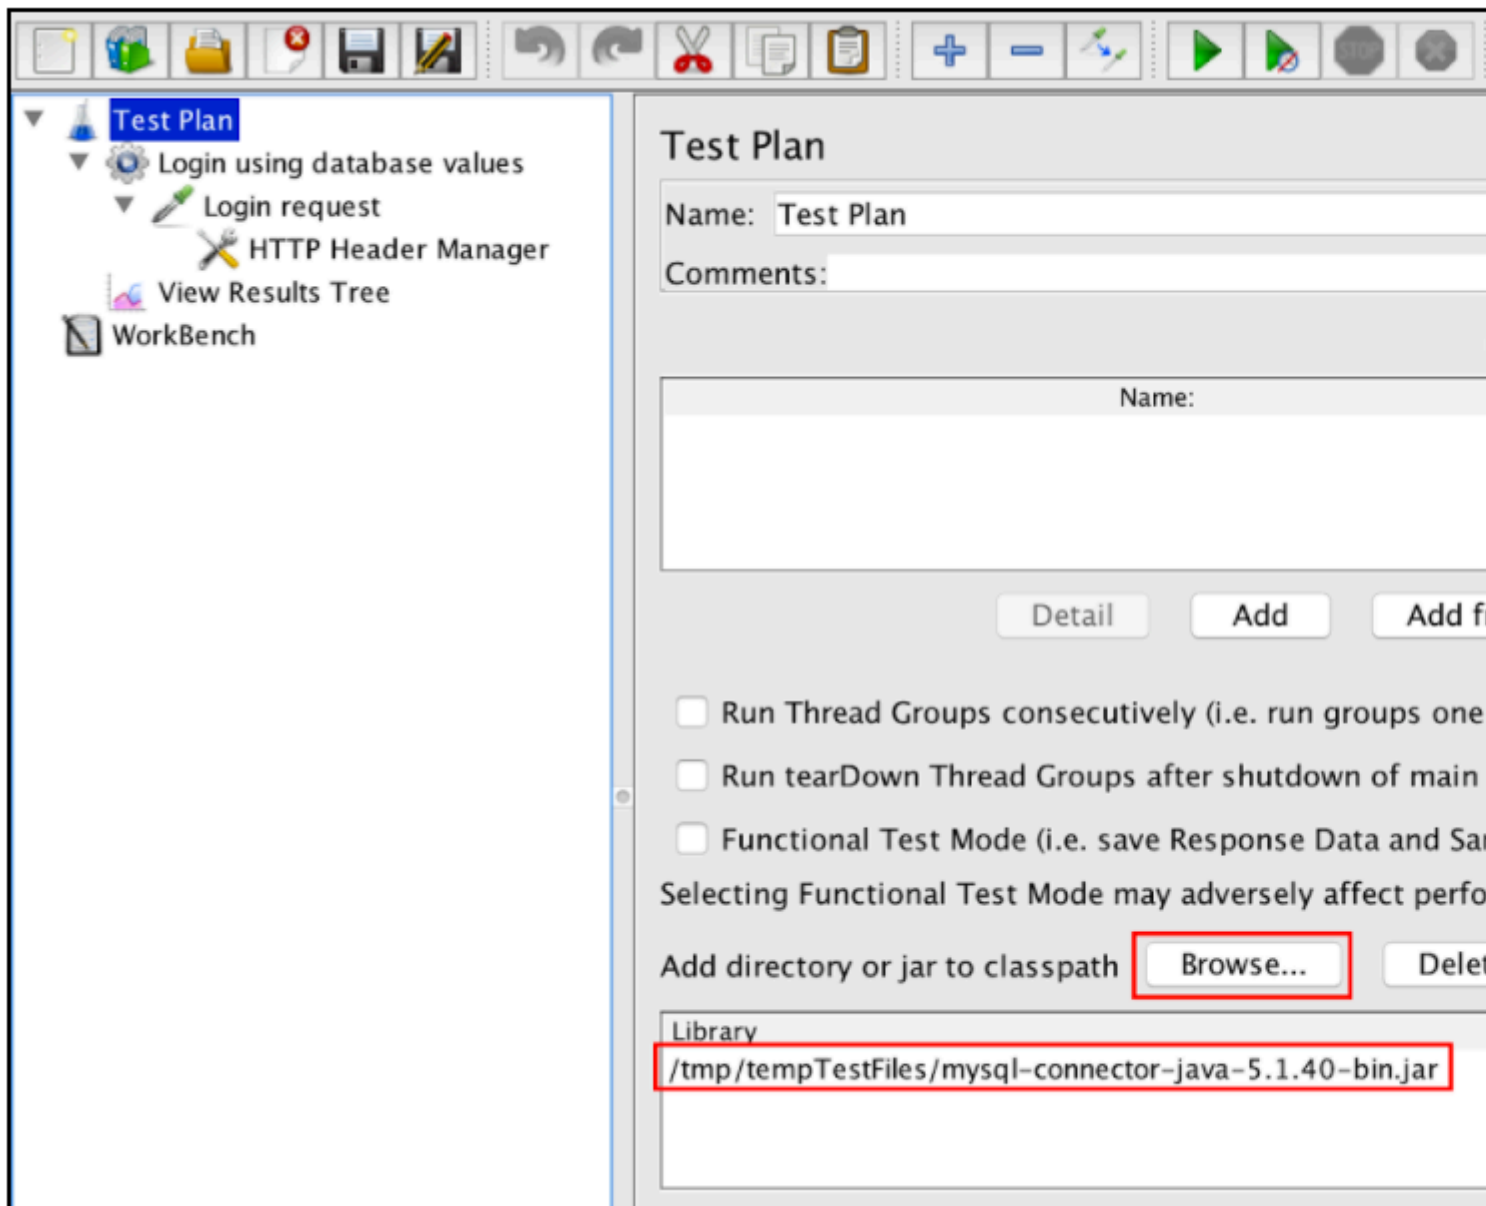 STOP
Test Plan
Login using database values
Login request
HTTP Header Manager
View Results Tree
WorkBench
Test Plan
Name: Test Plan
Comments:
Name:
Detail Add Add
Run Thread Groups consecutively (i.e. run groups one
Run tearDown Thread Groups after shutdown of main
Functional Test Mode (i.e. save Response Data and
Selecting Functional Test Mode may adversely affect
Add directory or jar to classpath Browse...
Library
/tmp/tempTestFiles/mysql-connector-java-5.1.40-bin.jar